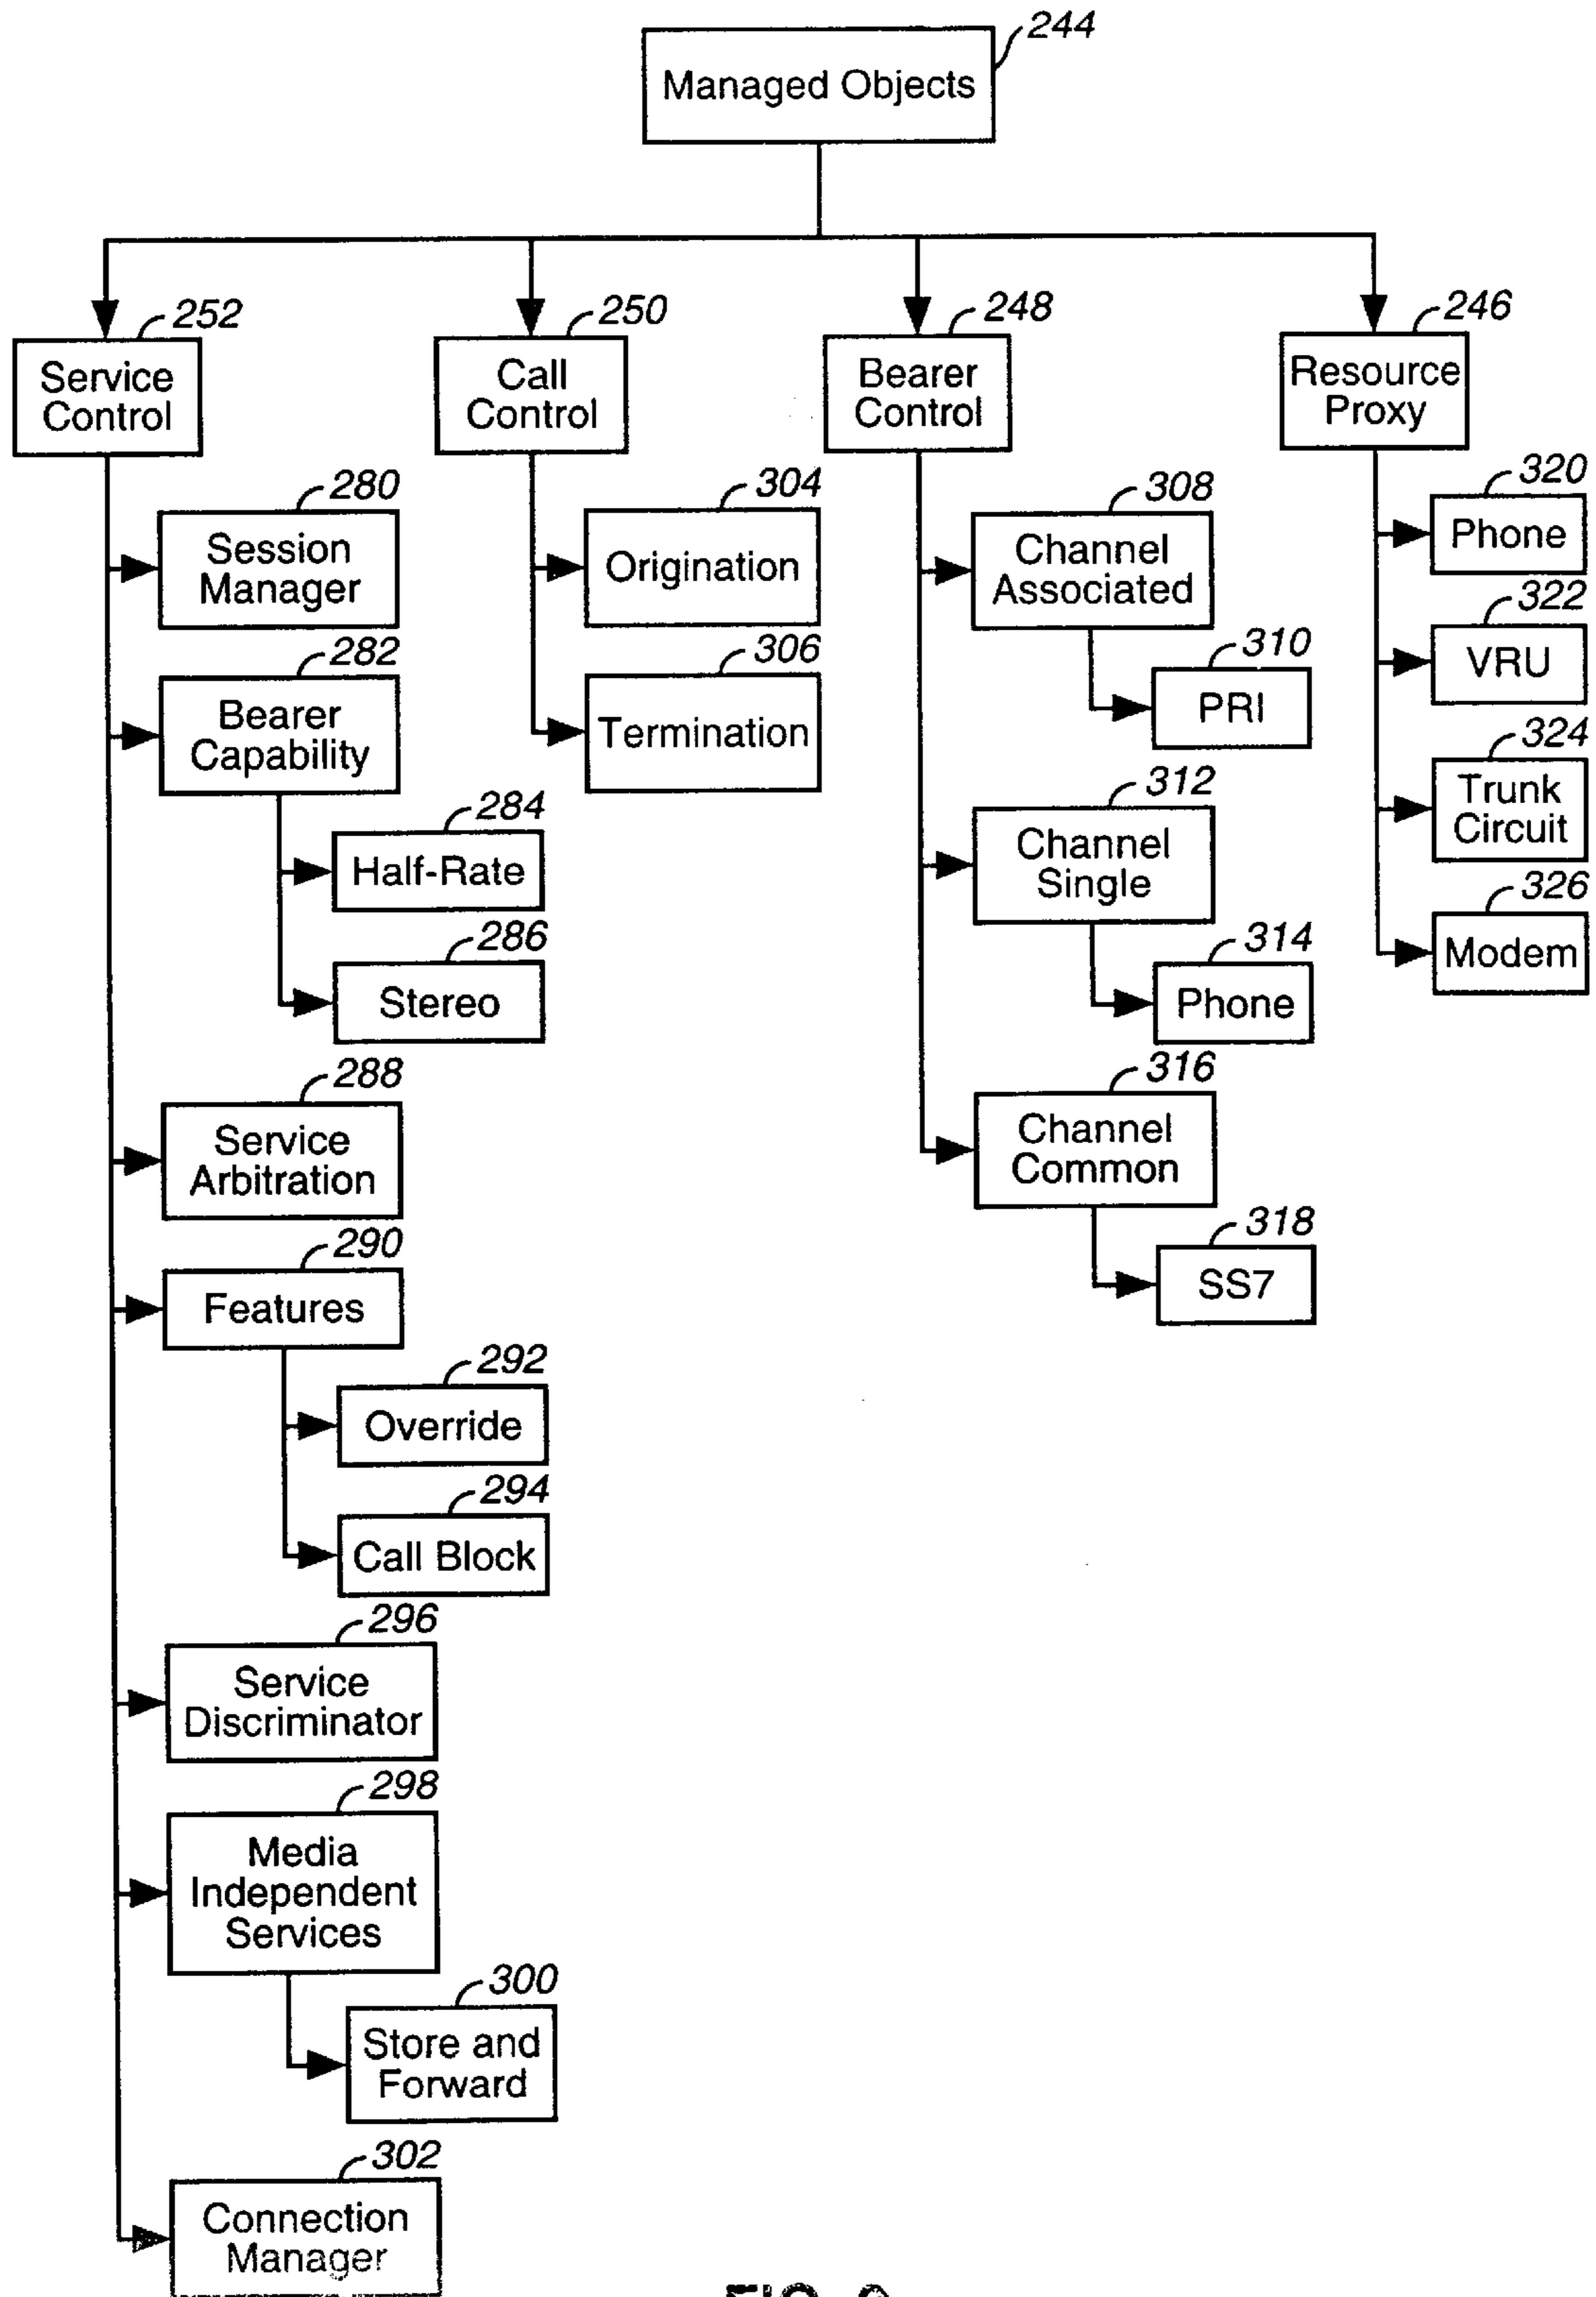 244
Managed Objects
252
Service
Control
250
Call
Control
248
Bearer
Control
246
Resource
Proxy
280
Session
Manager
282
Bearer
Capability
284
Half-Rate
286
Stereo
288
Service
Arbitration
290
Features
292
Override
294
Call Block
296
Service
Discriminator
298
Media
Independent
Services
300
Store and
Forward
302
Connection
Manager
304
Origination
306
Termination
308
Channel
Associated
310
PRI
312
Channel
Single
314
Phone
316
Channel
Common
318
SS7
320
Phone
322
VRU
324
Trunk
Circuit
326
Modem